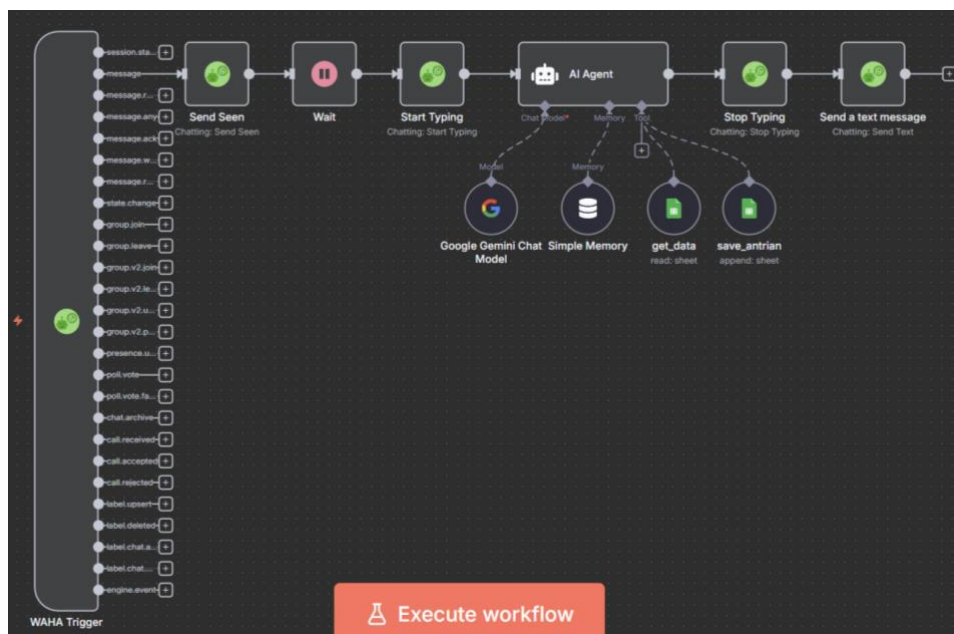 session.sta...
message
message.r...
message.any
message.ack
message.w...
message.r...
state.change
group.join
group.leave
group.v2.join
group.v2.le...
group.v2.u...
group.v2.p...
presence.u...
poll.vote
poll.vote.fa...
chat.archive
call.received
call.accepted
call.rejected
label.upsert
label.deleted
label.chat.a...
label.chat....
engine.event
WAHA Trigger
Send Seen
Chatting: Send Seen
Wait
Start Typing
Chatting: Start Typing
AI Agent
Chat Model*
Memory
Tool
Stop Typing
Chatting: Stop Typing
Send a text message
Chatting: Send Text
Model
Memory
Google Gemini Chat
Model
Simple Memory
get_data
read: sheet
save_antrian
append: sheet
Execute workflow